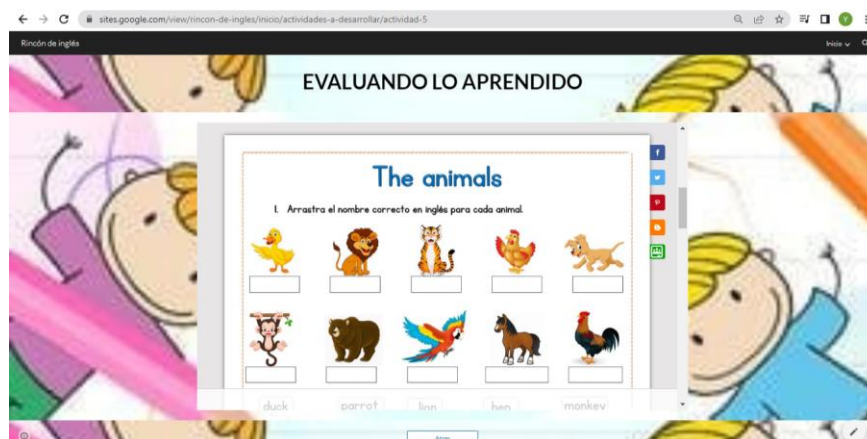 sites.google.com/view/rincon-de-ingles/inicio/actividades-a-desarrollar/actividad-5
Rincón de inglés
Inicio
EVALUANDO LO APRENDIDO
The animals
I. Arrastra el nombre correcto en inglés para cada animal.
duck parrot lion hen monkey